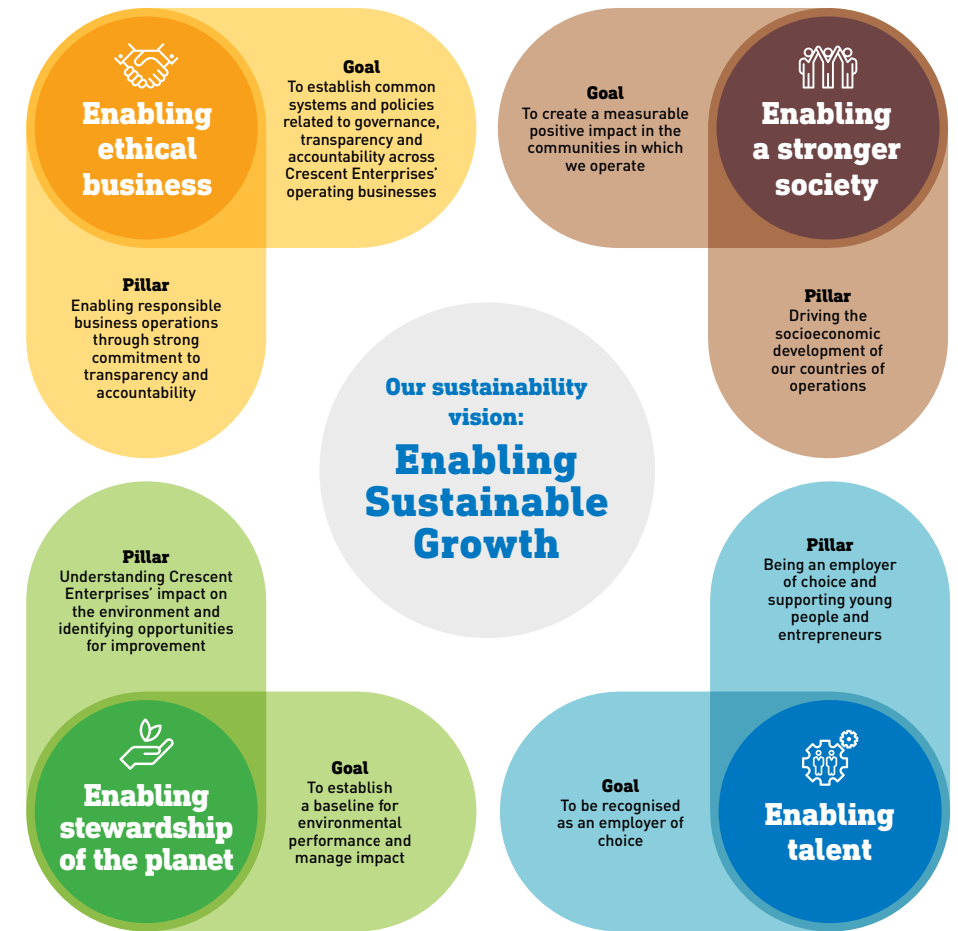 Enabling
ethical
business
Goal
To establish common
systems and policies
related to governance,
transparency and
accountability across
Crescent Enterprises’
operating businesses
Pillar
Enabling responsible
business operations
through strong
commitment to
transparency and
accountability
Goal
To create a measurable
positive impact in the
communities in which
we operate
Enabling
a stronger
society
Pillar
Driving the
socioeconomic
development of
our countries of
operations
Our sustainability
vision:
Enabling
Sustainable
Growth
Pillar
Understanding Crescent
Enterprises’ impact on
the environment and
identifying opportunities
for improvement
Enabling
stewardship
of the planet
Goal
To establish
a baseline for
environmental
performance and
manage impact
Pillar
Being an employer
of choice and
supporting young
people and
entrepreneurs
Goal
To be recognised
as an employer of
choice
Enabling
talent